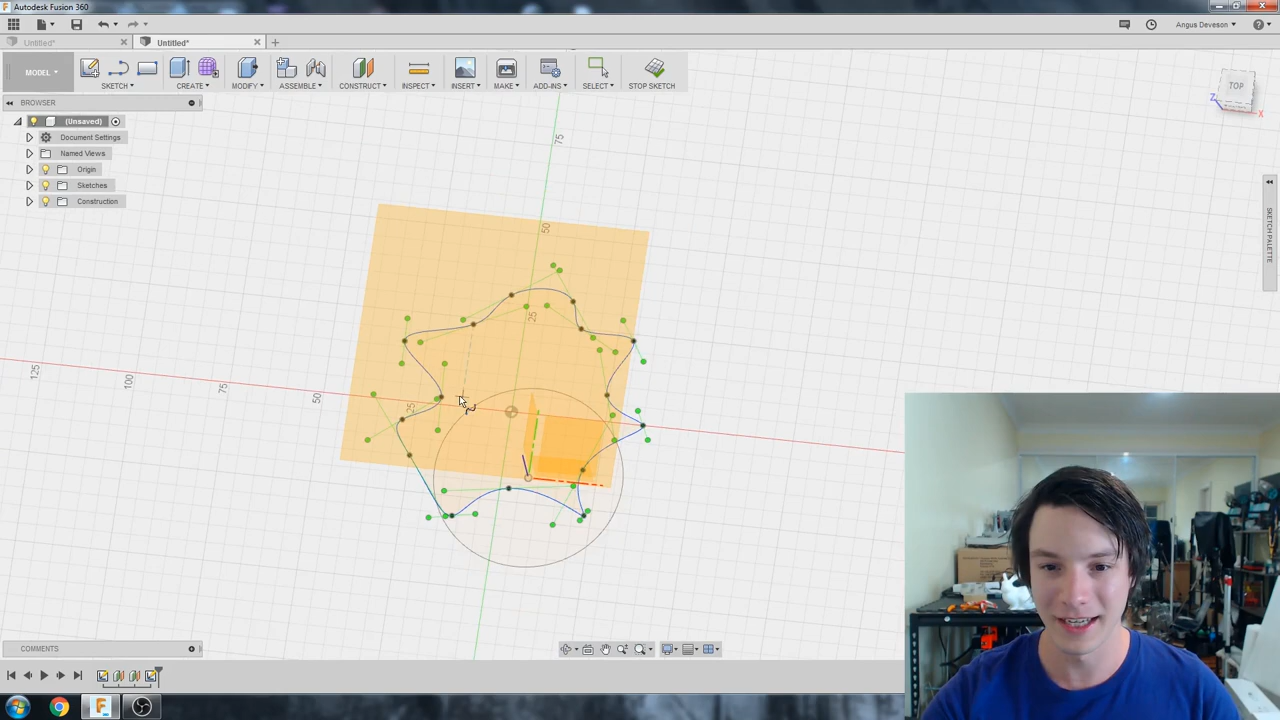 Autodesk Fusion 360
Angus Deveson
Untitled*
Untitled*
MODEL
SKETCH
CREATE
MODIFY
ASSEMBLE
CONSTRUCT
INSPECT
INSERT
MAKE
ADD-INS
SELECT
STOP SKETCH
BROWSER
TOP
Z
X
(Unsaved)
Document Settings
Named Views
Origin
Sketches
Construction
SKETCH PALETTE
75
50
25
125
100
75
50
25
COMMENTS